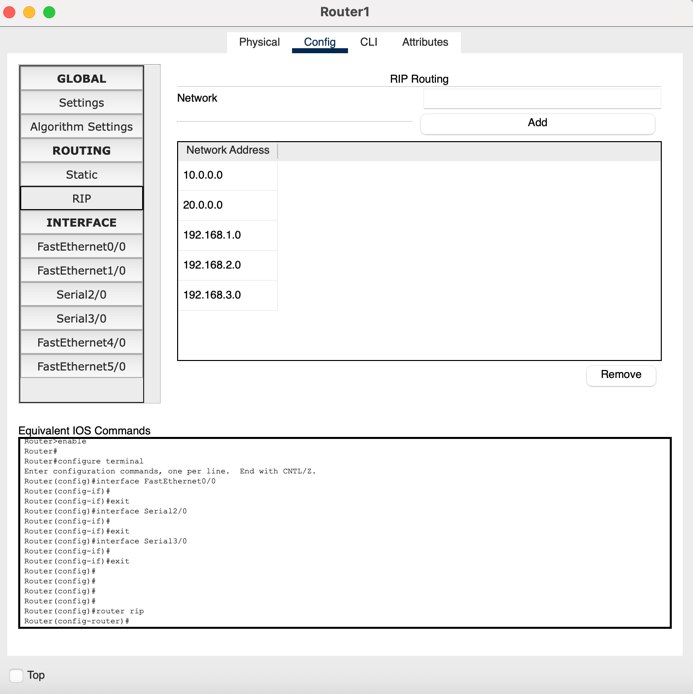 Router1
Physical Config CLI Attributes
GLOBAL
Settings
Algorithm Settings
ROUTING
Static
RIP
INTERFACE
FastEthernet0/0
FastEthernet1/0
Serial2/0
Serial3/0
FastEthernet4/0
FastEthernet5/0
RIP Routing
Network
Add
Network Address
10.0.0.0
20.0.0.0
192.168.1.0
192.168.2.0
192.168.3.0
Remove
Equivalent IOS Commands
Router>enable
Router#
Router#configure terminal
Enter configuration commands, one per line. End with CNTL/Z.
Router(config)#interface FastEthernet0/0
Router(config-if)#
Router(config-if)#exit
Router(config)#interface Serial2/0
Router(config-if)#
Router(config-if)#exit
Router(config)#interface Serial3/0
Router(config-if)#
Router(config-if)#exit
Router(config)#
Router(config)#
Router(config)#
Router(config)#
Router(config)#router rip
Router(config-router)#
Top